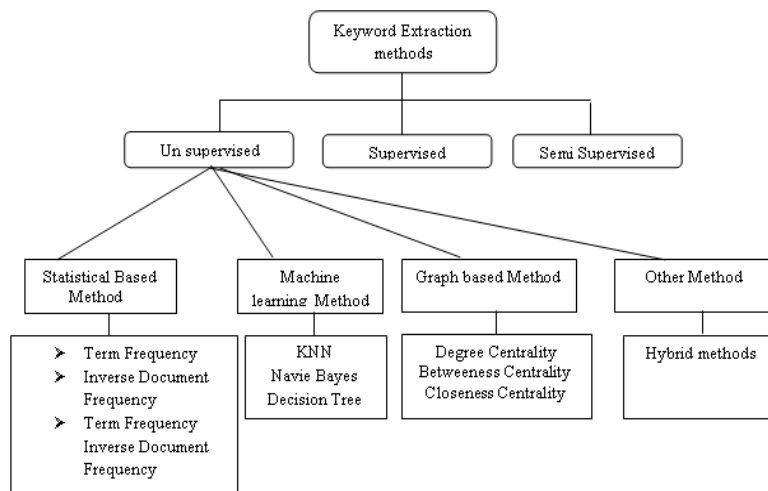 Keyword Extraction
methods
Un supervised
Supervised
Semi Supervised
Statistical Based
Method
Machine
learning Method
Graph based Method
Other Method
Term Frequency
Inverse Document
Frequency
Term Frequency
Inverse Document
Frequency
KNN
Navie Bayes
Decision Tree
Degree Centrality
Betweeness Centrality
Closeness Centrality
Hybrid methods